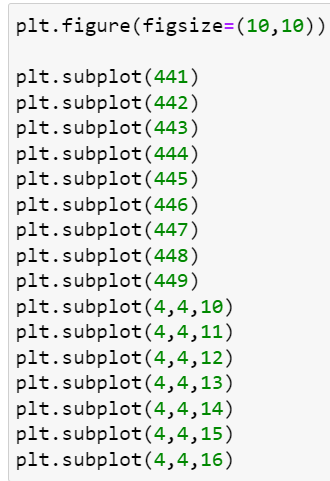 plt.figure(figsize=(10,10))
plt.subplot(441)
plt.subplot(442)
plt.subplot(443)
plt.subplot(444)
plt.subplot(445)
plt.subplot(446)
plt.subplot(447)
plt.subplot(448)
plt.subplot(449)
plt.subplot(4,4,10)
plt.subplot(4,4,11)
plt.subplot(4,4,12)
plt.subplot(4,4,13)
plt.subplot(4,4,14)
plt.subplot(4,4,15)
plt.subplot(4,4,16)